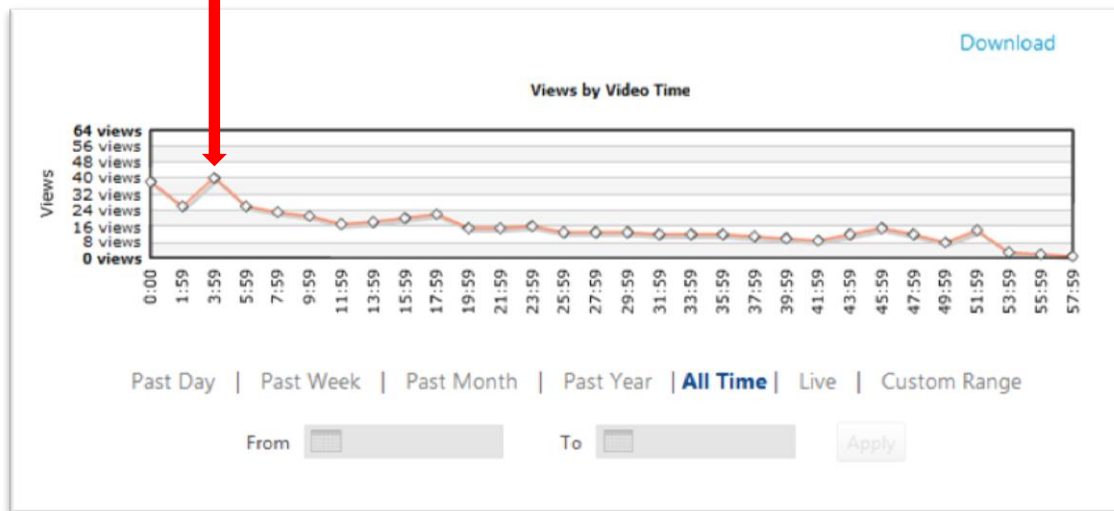 Download
Views by Video Time
Views
64 views
56 views
48 views
40 views
32 views
24 views
16 views
8 views
0 views
0:00
1:59
3:59
5:59
7:59
9:59
11:59
13:59
15:59
17:59
19:59
21:59
23:59
25:59
27:59
29:59
31:59
33:59
35:59
37:59
39:59
41:59
43:59
45:59
47:59
49:59
51:59
53:59
55:59
57:59
Past Day | Past Week | Past Month | Past Year | All Time | Live | Custom Range
From To Apply